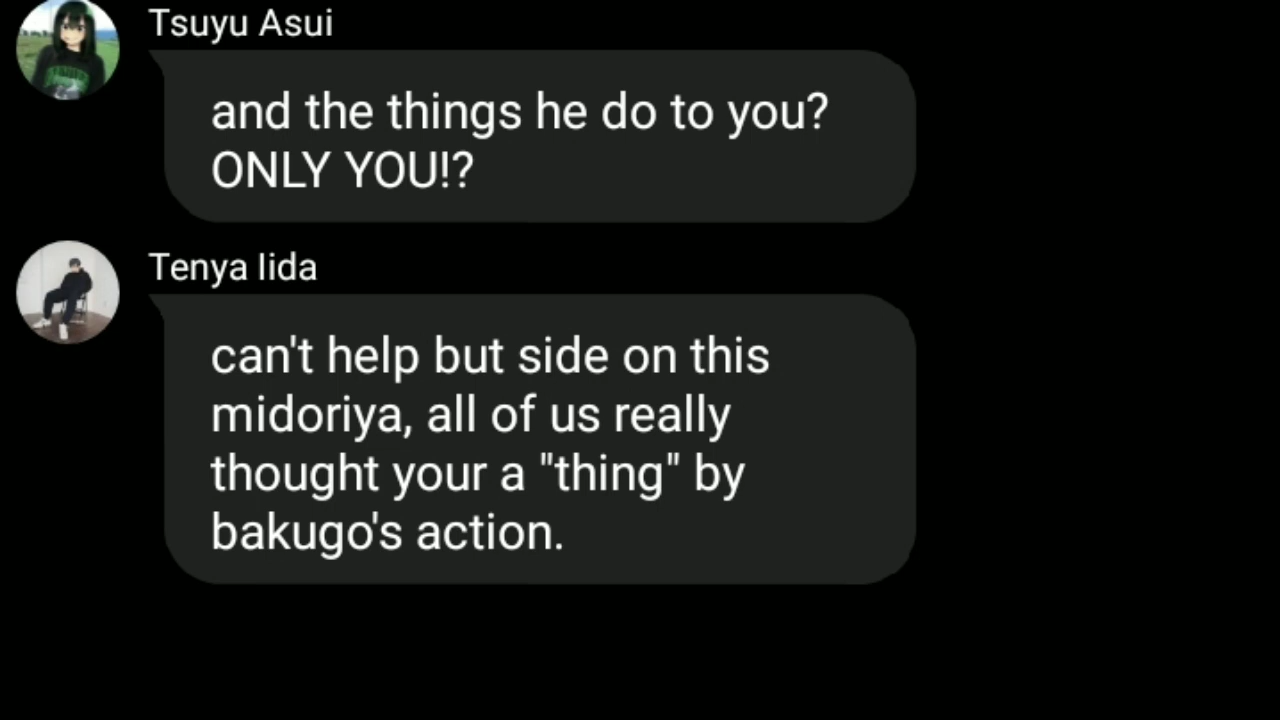 Tsuyu Asui
and the things he do to you?
ONLY YOU!?
Tenya Iida
can't help but side on this
midoriya, all of us really
thought your a "thing" by
bakugo's action.